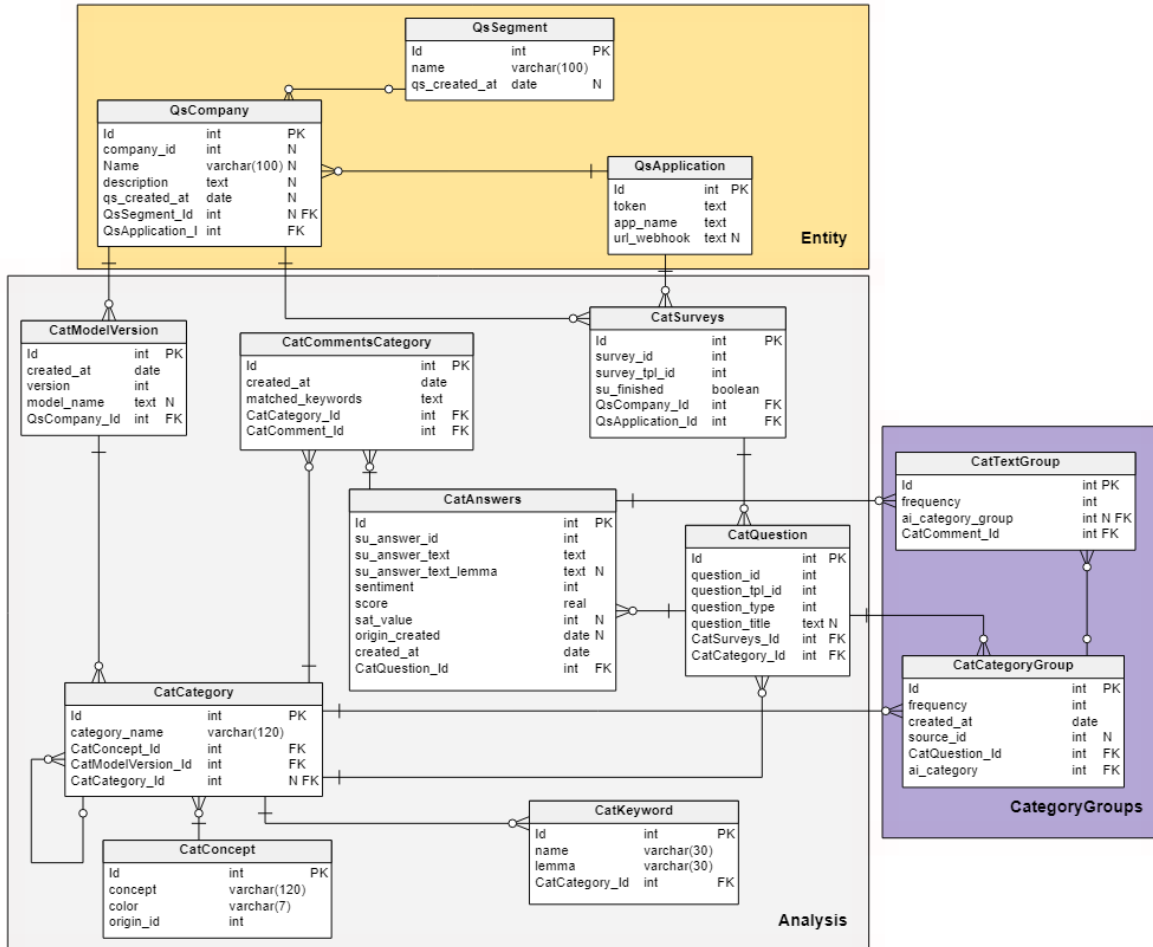 QsSegment
Id int PK
name varchar(100)
qs_created_at date N
QsCompany
Id int PK
company_id int N
Name varchar(100) N
description text N
qs_created_at date N
QsSegment_Id int N FK
QsApplication_I int FK
QsApplication
Id int PK
token text
app_name text
url_webhook text N
Entity
CatModelVersion
Id int PK
created_at date
version int
model_name text N
QsCompany_Id int FK
CatCommentsCategory
Id int PK
created_at date
matched_keywords text
CatCategory_Id int FK
CatComment_Id int FK
CatSurveys
Id int PK
survey_id int
survey_tpl_id int
su_finished boolean
QsCompany_Id int FK
QsApplication_Id int FK
CatTextGroup
Id int PK
frequency int
ai_category_group int N FK
CatComment_Id int FK
CatAnswers
Id int PK
su_answer_id int
su_answer_text text
su_answer_text_lemma text N
sentiment int
score real
sat_value int N
origin_created date N
created_at date
CatQuestion_Id int FK
CatQuestion
Id int PK
question_id int
question_tpl_id int
question_type int
question_title text N
CatSurveys_Id int FK
CatCategory_Id int FK
CatCategoryGroup
Id int PK
frequency int
created_at date
source_id int N
CatQuestion_Id int FK
ai_category int FK
CategoryGroups
CatCategory
Id int PK
category_name varchar(120)
CatConcept_Id int FK
CatModelVersion_Id int FK
CatCategory_Id int N FK
CatKeyword
Id int PK
name varchar(30)
lemma varchar(30)
CatCategory_Id int FK
CatConcept
Id int PK
concept varchar(120)
color varchar(7)
origin_id int
Analysis